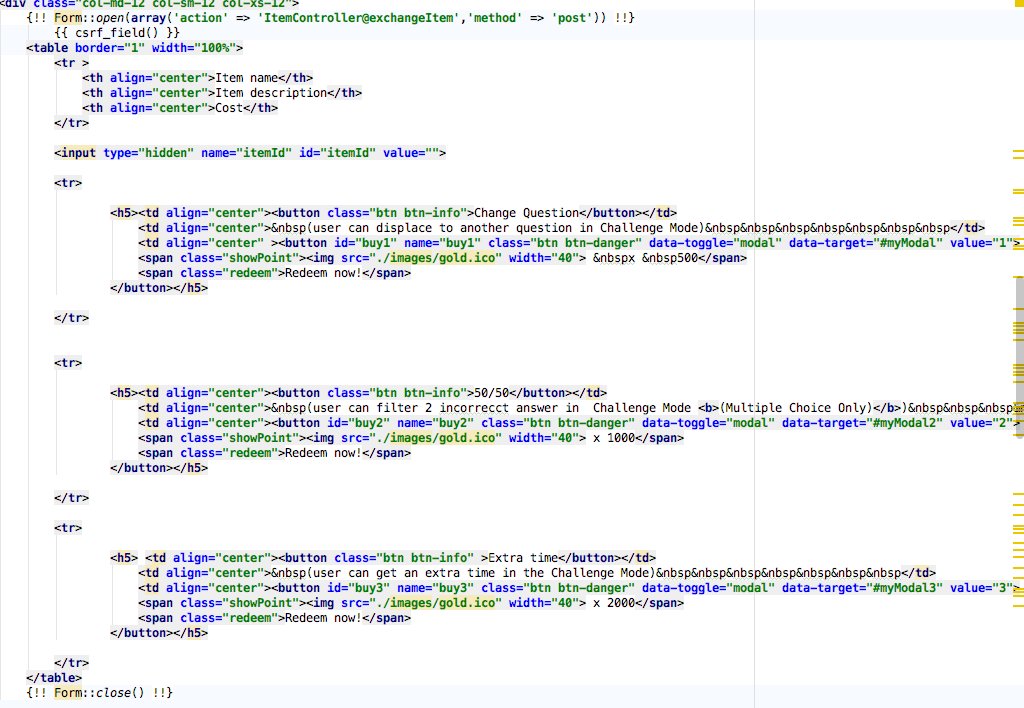 <div class="col-md-12 col-sm-12 col-xs-12">
{!! Form::open(array('action' => 'ItemController@exchangeItem','method' => 'post')) !!}
{{ csrf_field() }}
<table border="1" width="100%">
<tr >
<th align="center">Item name</th>
<th align="center">Item description</th>
<th align="center">Cost</th>
</tr>
<input type="hidden" name="itemId" id="itemId" value="">
<tr>
<h5><td align="center"><button class="btn btn-info">Change Question</button></td>
<td align="center">&nbsp(user can displace to another question in Challenge Mode)&nbsp&nbsp&nbsp&nbsp&nbsp&nbsp&nbsp</td>
<td align="center" ><button id="buy1" name="buy1" class="btn btn-danger" data-toggle="modal" data-target="#myModal" value="1">
<span class="showPoint"><img src="./images/gold.ico" width="40"> &nbspx &nbsp500</span>
<span class="redeem">Redeem now!</span>
</button></h5>
</tr>
<tr>
<h5><td align="center"><button class="btn btn-info">50/50</button></td>
<td align="center">&nbsp(user can filter 2 incorrecct answer in  Challenge Mode <b>(Multiple Choice Only)</b>)&nbsp&nbsp&nbsp
<td align="center"><button id="buy2" name="buy2" class="btn btn-danger" data-toggle="modal" data-target="#myModal2" value="2">
<span class="showPoint"><img src="./images/gold.ico" width="40"> x 1000</span>
<span class="redeem">Redeem now!</span>
</button></h5>
</tr>
<tr>
<h5> <td align="center"><button class="btn btn-info" >Extra time</button></td>
<td align="center">&nbsp(user can get an extra time in the Challenge Mode)&nbsp&nbsp&nbsp&nbsp&nbsp&nbsp&nbsp</td>
<td align="center"><button id="buy3" name="buy3" class="btn btn-danger" data-toggle="modal" data-target="#myModal3" value="3">
<span class="showPoint"><img src="./images/gold.ico" width="40"> x 2000</span>
<span class="redeem">Redeem now!</span>
</button></h5>
</tr>
</table>
{!! Form::close() !!}